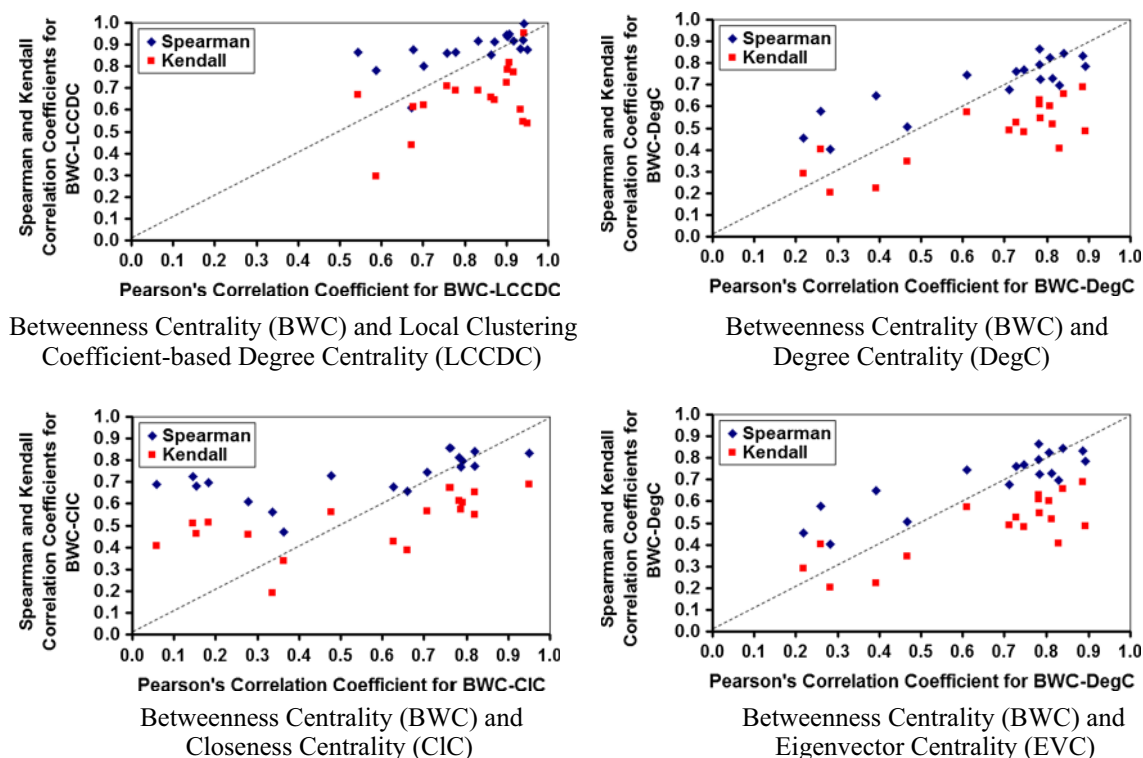 Spearman and Kendall
Correlation Coefficients for
BWC-LCCDC
1.0
0.9
0.8
0.7
0.6
0.5
0.4
0.3
0.2
0.1
0.0
Spearman
Kendall
0.0 0.1 0.2 0.3 0.4 0.5 0.6 0.7 0.8 0.9 1.0
Pearson's Correlation Coefficient for BWC-LCCDC
Betweenness Centrality (BWC) and Local Clustering
Coefficient-based Degree Centrality (LCCDC)
Spearman and Kendall
Correlation Coefficients for
BWC-DegC
1.0
0.9
0.8
0.7
0.6
0.5
0.4
0.3
0.2
0.1
0.0
Spearman
Kendall
0.0 0.1 0.2 0.3 0.4 0.5 0.6 0.7 0.8 0.9 1.0
Pearson's Correlation Coefficient for BWC-DegC
Betweenness Centrality (BWC) and
Degree Centrality (DegC)
Spearman and Kendall
Correlation Coefficients for
BWC-ClC
1.0
0.9
0.8
0.7
0.6
0.5
0.4
0.3
0.2
0.1
0.0
Spearman
Kendall
0.0 0.1 0.2 0.3 0.4 0.5 0.6 0.7 0.8 0.9 1.0
Pearson's Correlation Coefficient for BWC-ClC
Betweenness Centrality (BWC) and
Closeness Centrality (ClC)
Spearman and Kendall
Correlation Coefficients for
BWC-DegC
1.0
0.9
0.8
0.7
0.6
0.5
0.4
0.3
0.2
0.1
0.0
Spearman
Kendall
0.0 0.1 0.2 0.3 0.4 0.5 0.6 0.7 0.8 0.9 1.0
Pearson's Correlation Coefficient for BWC-DegC
Betweenness Centrality (BWC) and
Eigenvector Centrality (EVC)